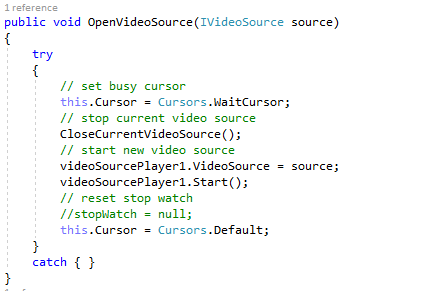 1 reference
public void OpenVideoSource(IVideoSource source)
{
try
{
// set busy cursor
this.Cursor = Cursors.WaitCursor;
// stop current video source
CloseCurrentVideoSource();
// start new video source
videoSourcePlayer1.VideoSource = source;
videoSourcePlayer1.Start();
// reset stop watch
//stopWatch = null;
this.Cursor = Cursors.Default;
}
catch { }
}